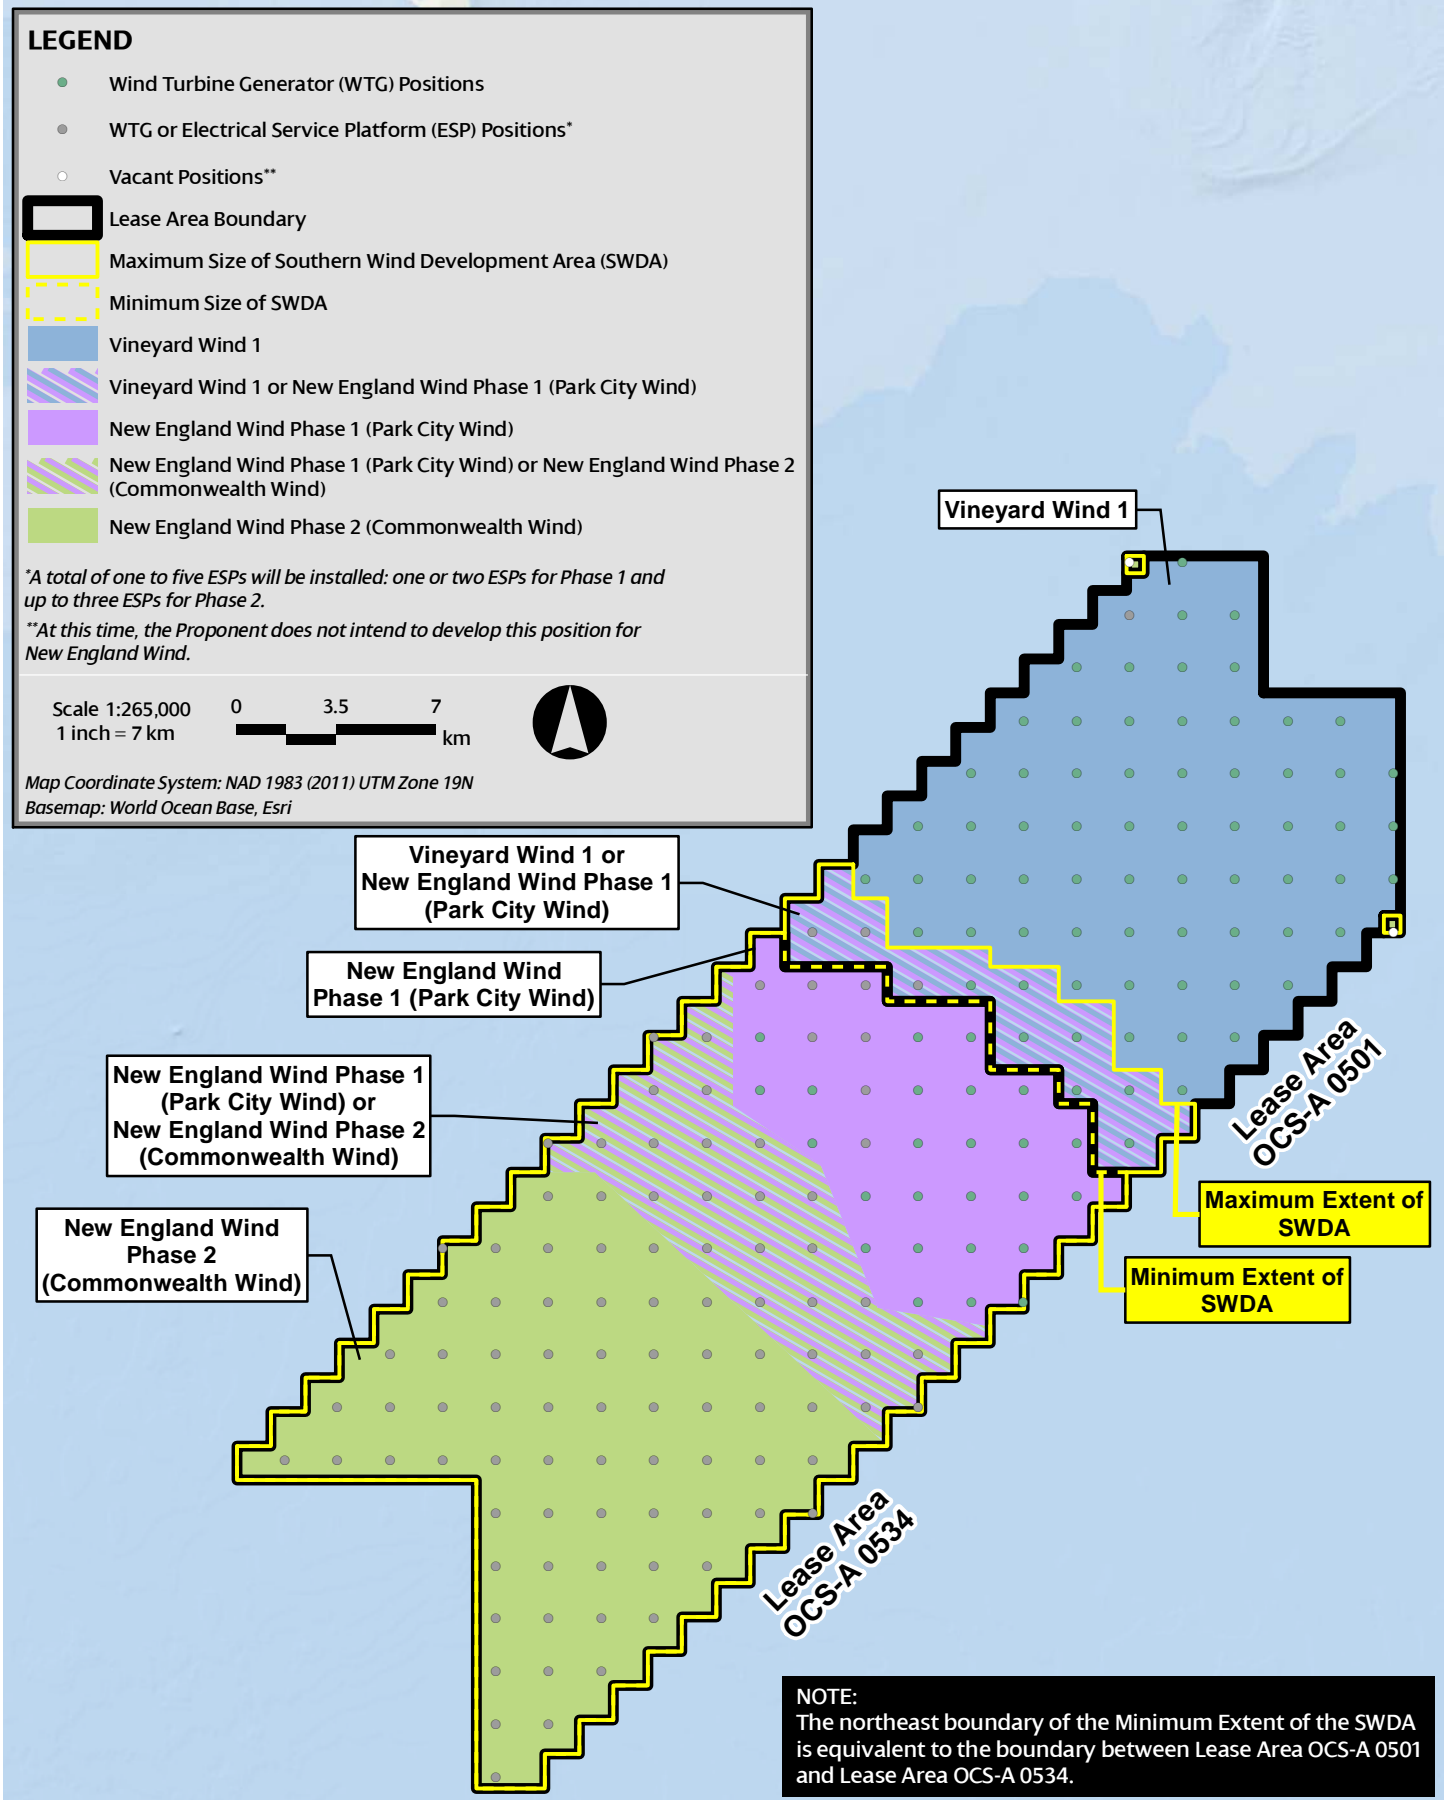 LEGEND
Wind Turbine Generator (WTG) Positions
WTG or Electrical Service Platform (ESP) Positions*
Vacant Positions**
Lease Area Boundary
Maximum Size of Southern Wind Development Area (SWDA)
Minimum Size of SWDA
Vineyard Wind 1
Vineyard Wind 1 or New England Wind Phase 1 (Park City Wind)
New England Wind Phase 1 (Park City Wind)
New England Wind Phase 1 (Park City Wind) or New England Wind Phase 2
(Commonwealth Wind)
New England Wind Phase 2 (Commonwealth Wind)
*A total of one to five ESPs will be installed: one or two ESPs for Phase 1 and
up to three ESPs for Phase 2.
**At this time, the Proponent does not intend to develop this position for
New England Wind.
Scale 1:265,000
1 inch = 7 km
0 3.5 7
km
Map Coordinate System: NAD 1983 (2011) UTM Zone 19N
Basemap: World Ocean Base, Esri
Vineyard Wind 1
Vineyard Wind 1 or
New England Wind Phase 1
(Park City Wind)
New England Wind
Phase 1 (Park City Wind)
New England Wind Phase 1
(Park City Wind) or
New England Wind Phase 2
(Commonwealth Wind)
New England Wind
Phase 2
(Commonwealth Wind)
Lease Area
OCS-A 0501
Maximum Extent of
SWDA
Minimum Extent of
SWDA
Lease Area
OCS-A 0534
NOTE:
The northeast boundary of the Minimum Extent of the SWDA
is equivalent to the boundary between Lease Area OCS-A 0501
and Lease Area OCS-A 0534.